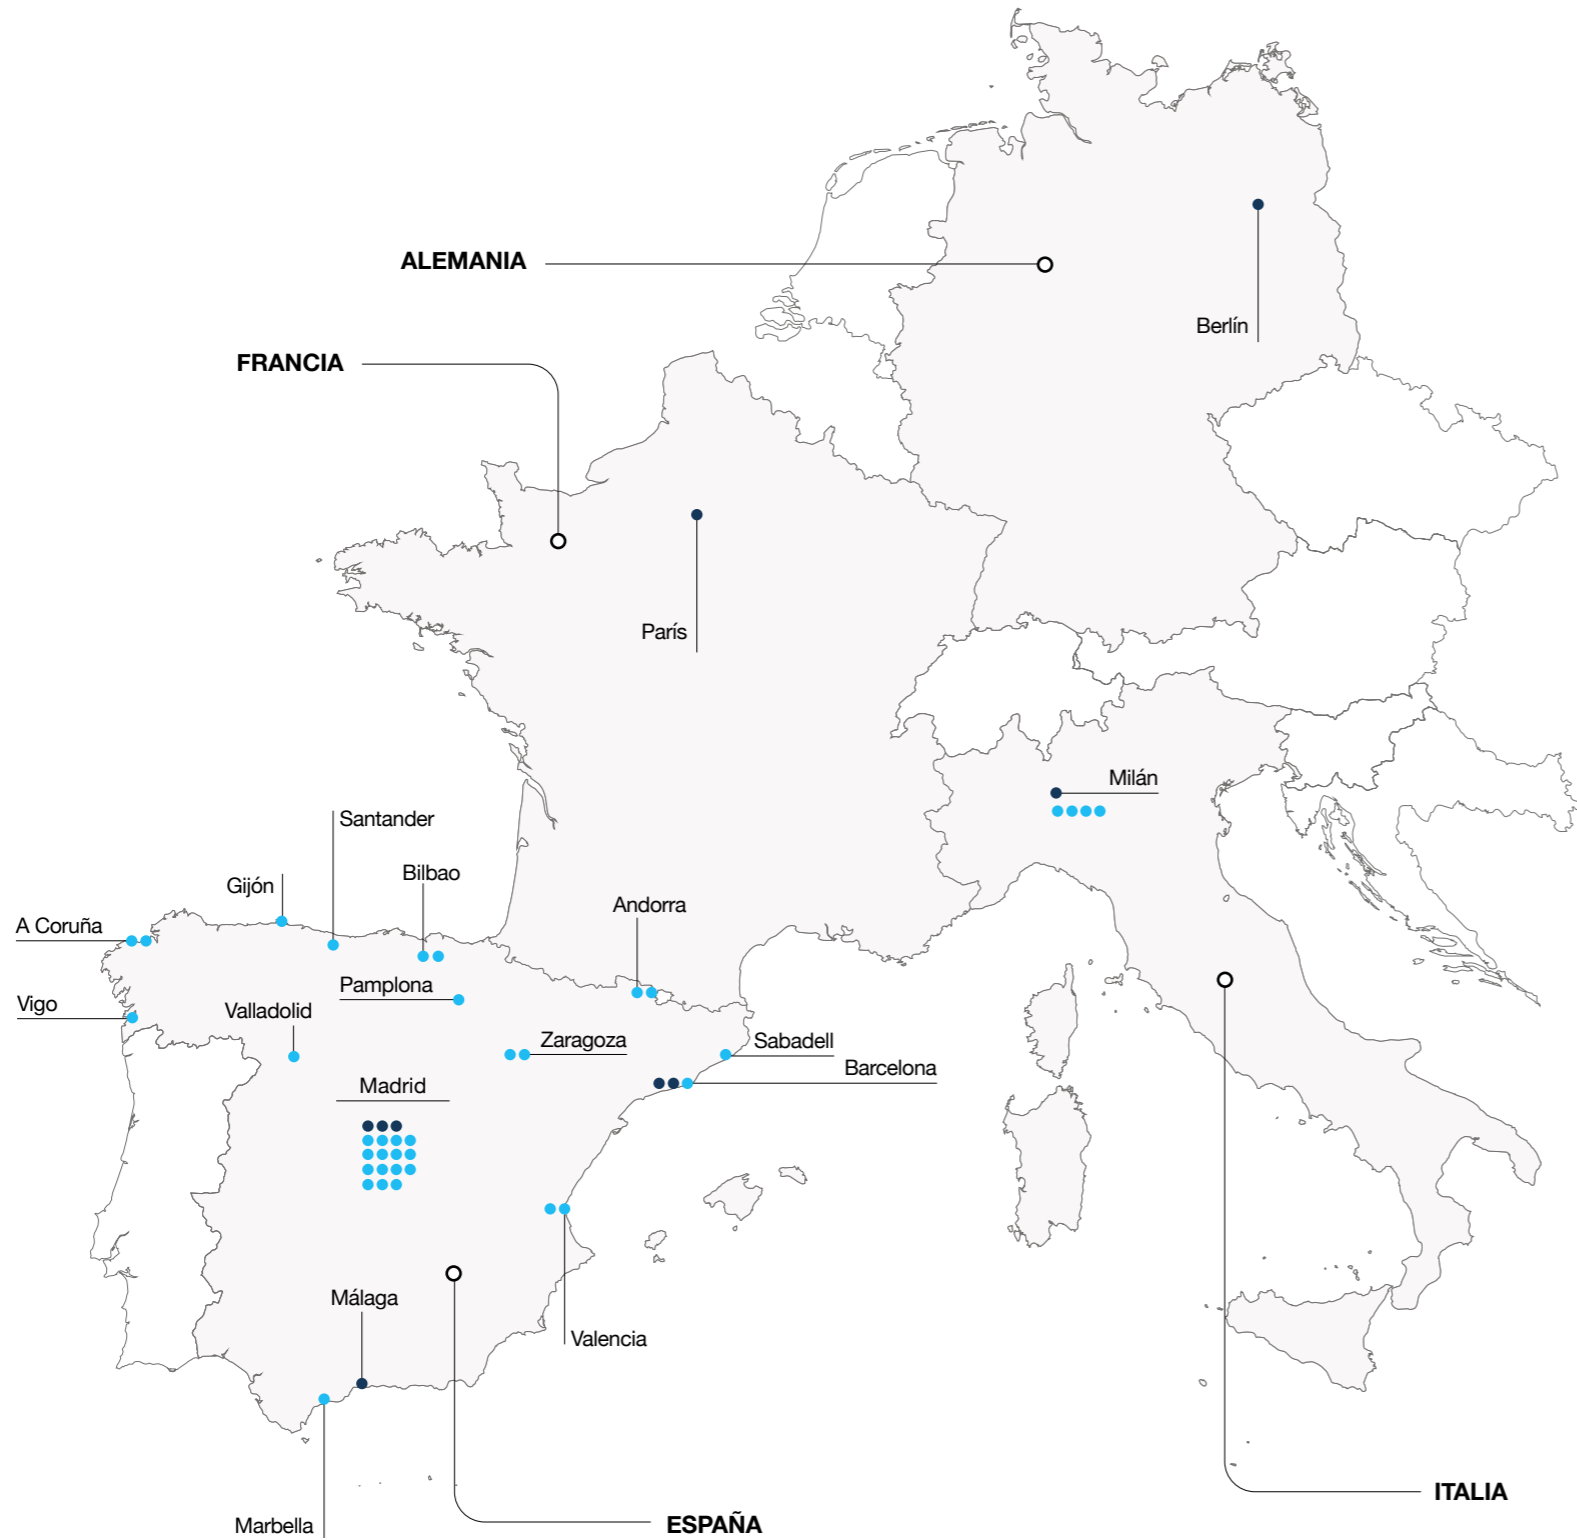 ALEMANIA
Berlín
FRANCIA
París
Milán
Santander
Bilbao
Gijón
Andorra
A Coruña
Pamplona
Vigo
Valladolid
Zaragoza
Sabadell
Barcelona
Madrid
Málaga
Valencia
ITALIA
Marbella
ESPAÑA